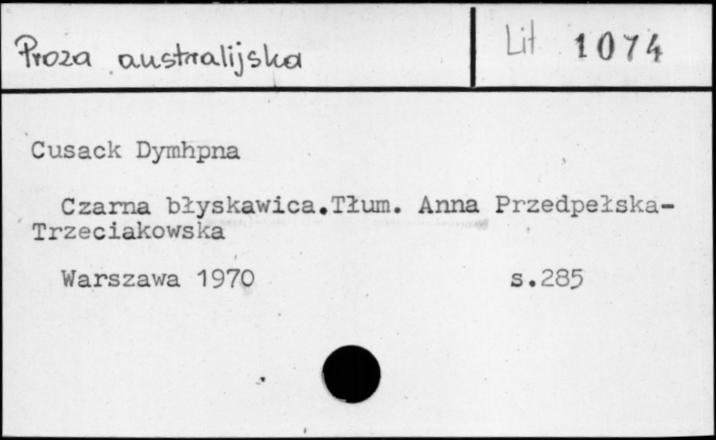 Proza australijska
Lit 1074
Cusack Dymhpna
Czarna błyskawica.Tłum. Anna Przedpełska-
Trzeciakowska
Warszawa 1970 s.285